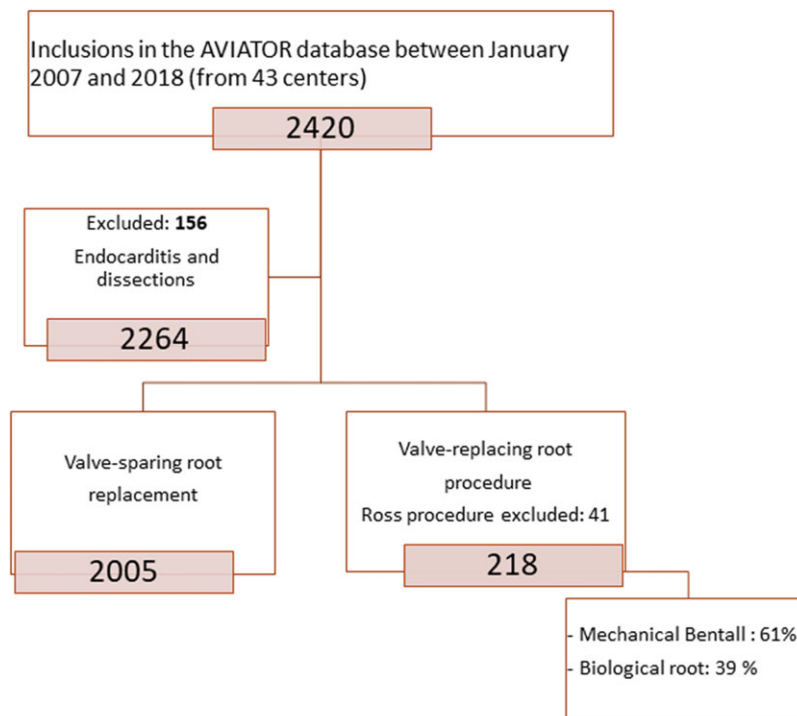 Inclusions in the AVIATOR database between January
2007 and 2018 (from 43 centers)
2420
Excluded: 156
Endocarditis and
dissections
2264
Valve-sparing root
replacement
2005
Valve-replacing root
procedure
Ross procedure excluded: 41
218
- Mechanical Bentall : 61%
- Biological root: 39 %